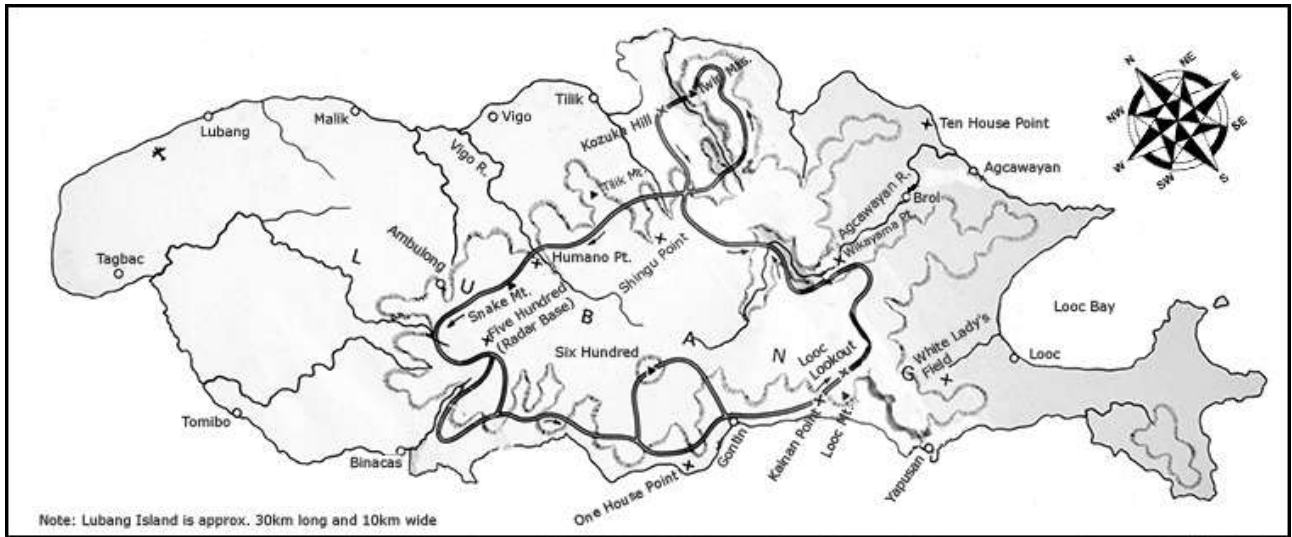 N
NE
E
NW
SE
W
SW
S
Twin Mts.
Lubang
Malik
Vigo
Tilik
Kozuka Hill
Ten House Point
Vigo R.
Tilik Mt.
Agcawayan
Agcawayan R.
Brol
Tagbac
Ambulong
Humano Pt.
Shingu Point
Wikayama Pt.
L
U
B
A
N
G
Snake Mt.
Five Hundred
(Radar Base)
Six Hundred
Looc
Lookout
Looc Bay
White Lady's
Field
Looc
Tomibo
Binacas
Gontin
Kainan Point
Looc Mt.
Yapusan
One House Point
Note: Lubang Island is approx. 30km long and 10km wide